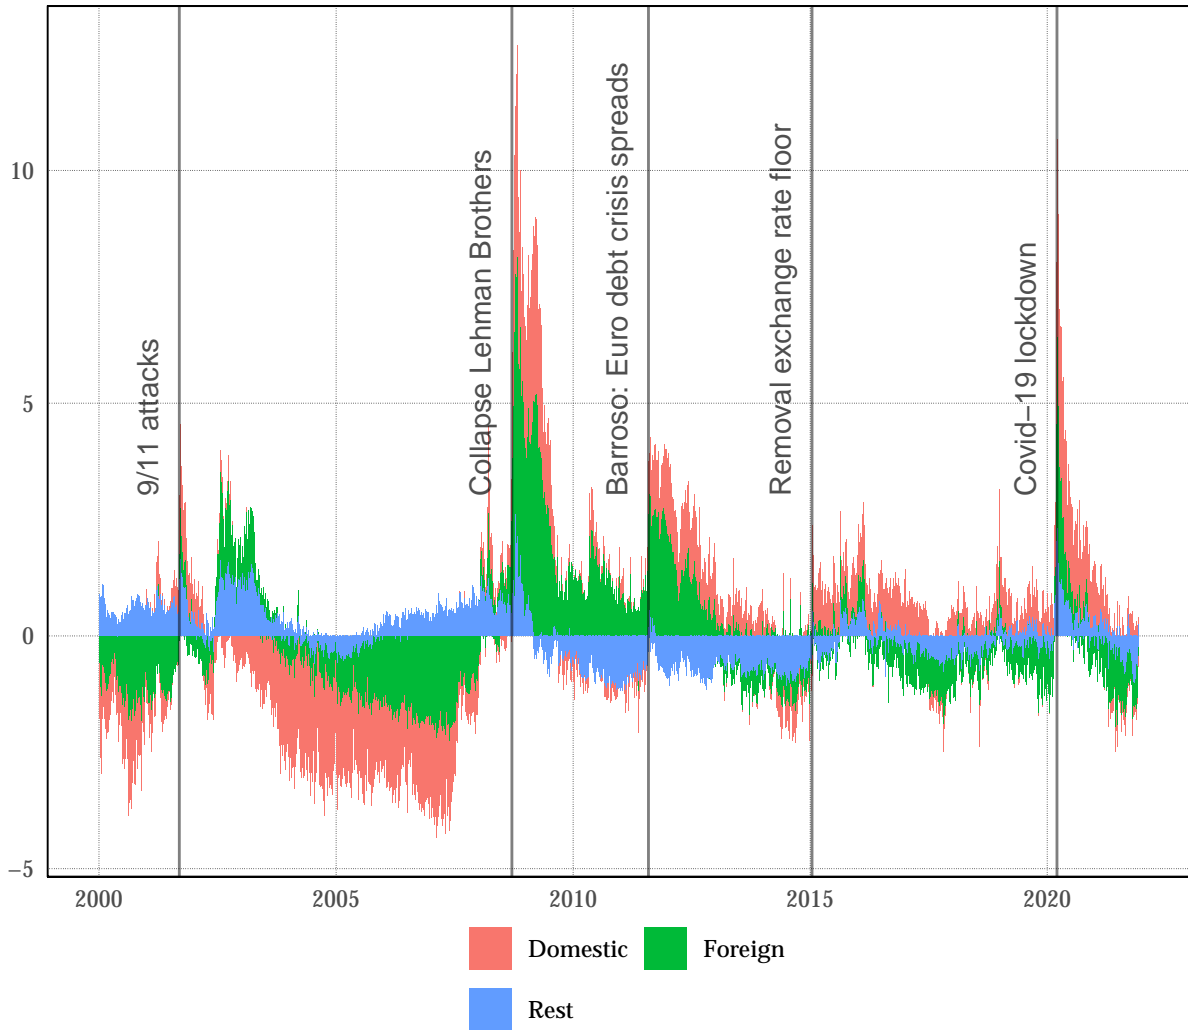 10
5
0
−5
9/11 attacks
Collapse Lehman Brothers
Barroso: Euro debt crisis spreads
Removal exchange rate floor
Covid−19 lockdown
2000 2005 2010 2015 2020
Domestic Foreign
Rest